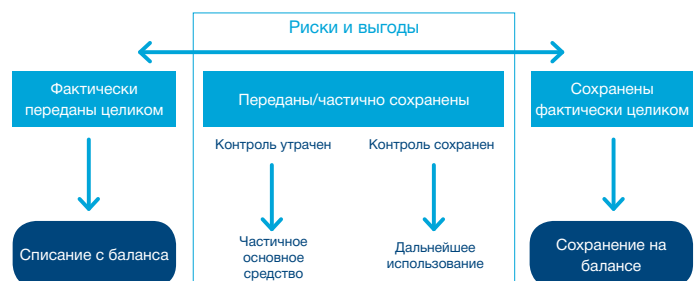 Риски и выгоды
Фактически
переданы целиком
Переданы/частично сохранены
Сохранены
фактически целиком
Контроль утрачен
Контроль сохранен
Списание с баланса
Частичное
основное
средство
Дальнейшее
использование
Сохранение на
балансе